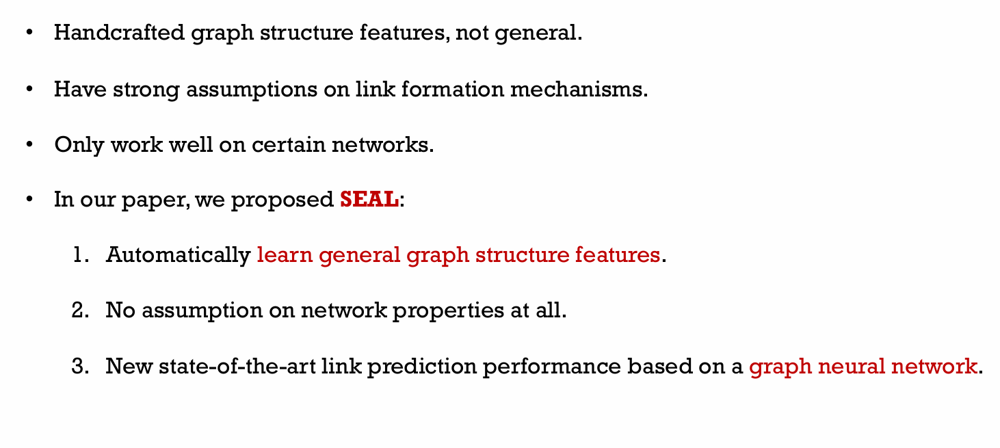 • Handcrafted graph structure features, not general.
• Have strong assumptions on link formation mechanisms.
• Only work well on certain networks.
• In our paper, we proposed SEAL:
1. Automatically learn general graph structure features.
2. No assumption on network properties at all.
3. New state-of-the-art link prediction performance based on a graph neural network.